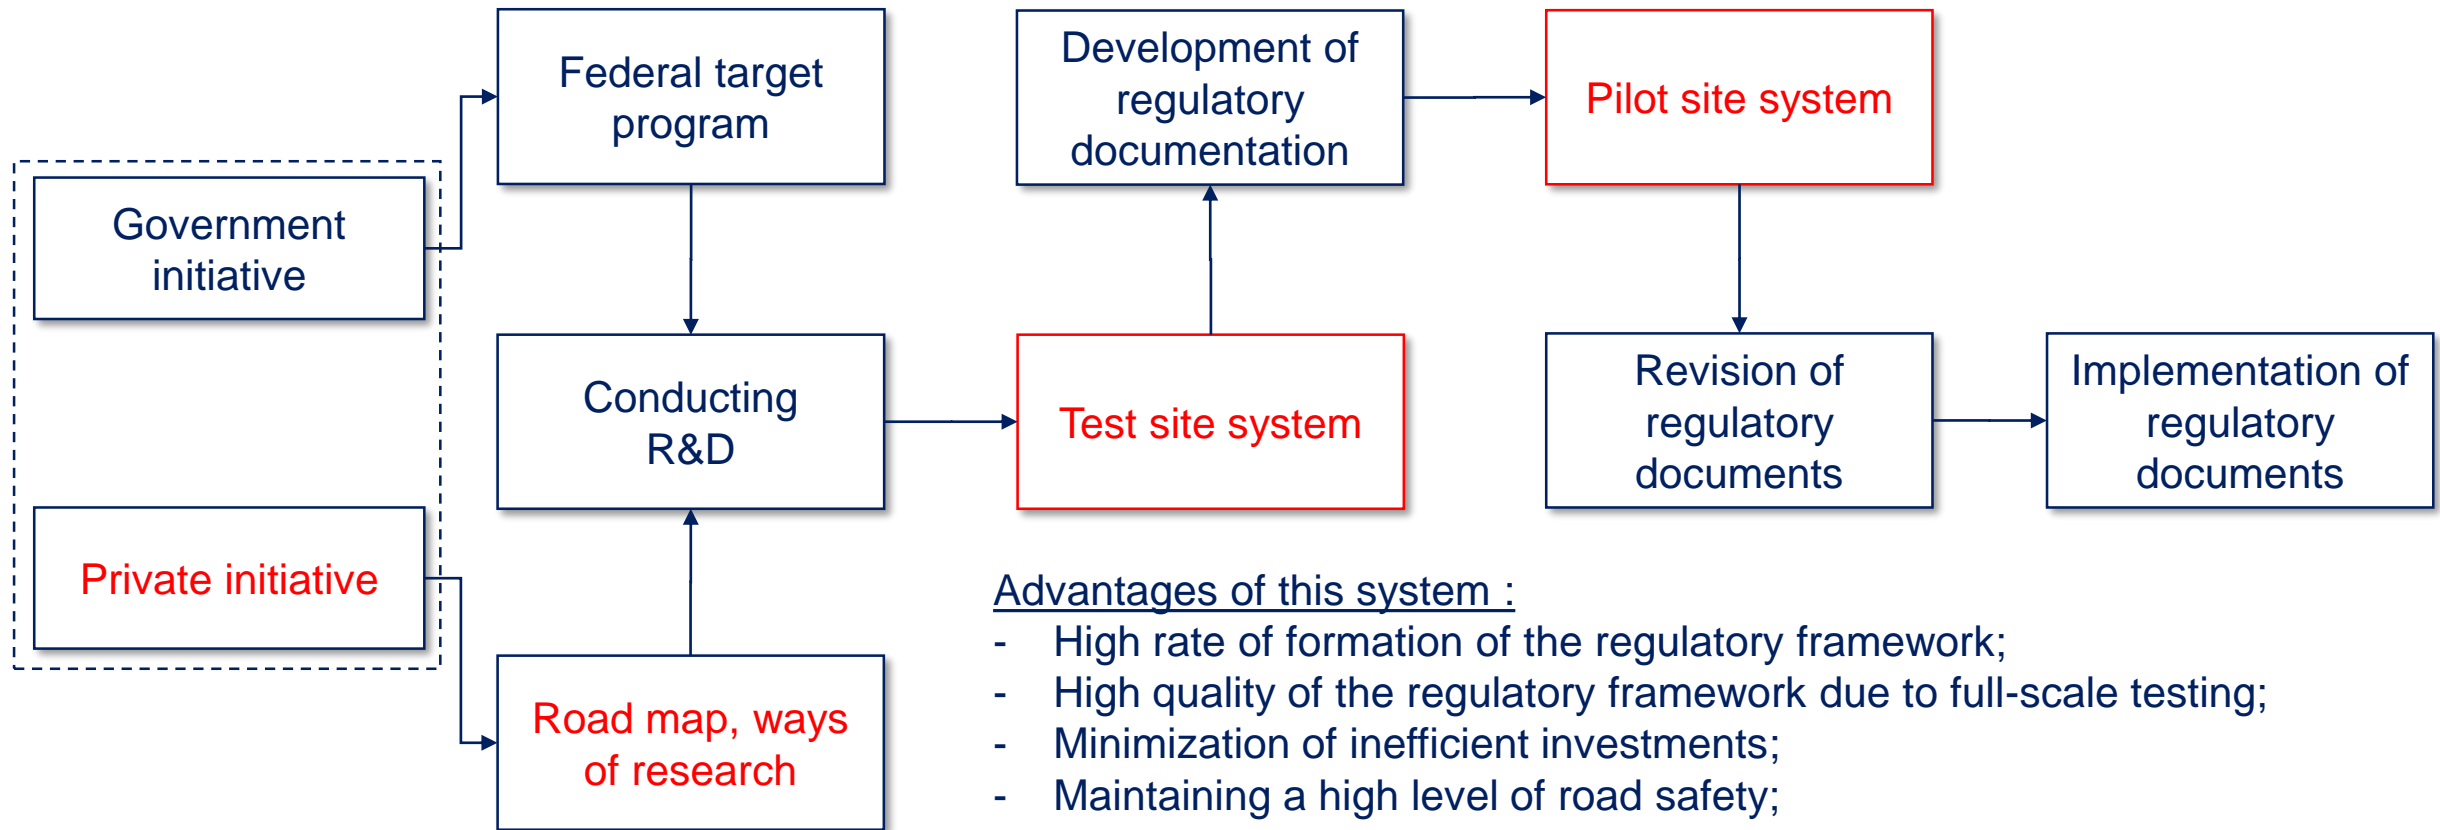 Federal target
program
Development of
regulatory
documentation
Pilot site system
Government
initiative
Conducting
R&D
Test site system
Revision of
regulatory
documents
Implementation of
regulatory
documents
Private initiative
Road map, ways
of research
Advantages of this system :
- High rate of formation of the regulatory framework;
- High quality of the regulatory framework due to full-scale testing;
- Minimization of inefficient investments;
- Maintaining a high level of road safety;